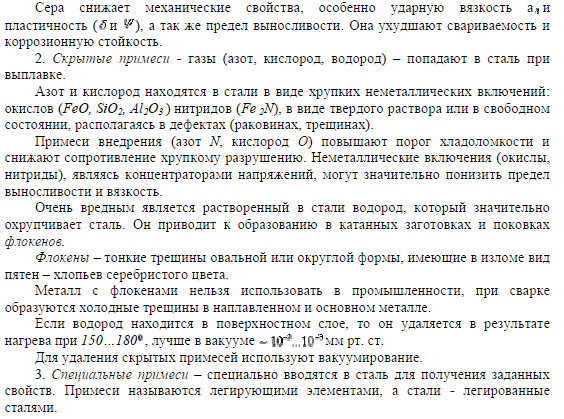 Сера снижает механические свойства, особенно ударную вязкость aн и
пластичность (δ и Ψ), а так же предел выносливости. Она ухудшают свариваемость и
коррозионную стойкость.
2. Скрытые примеси - газы (азот, кислород, водород) – попадают в сталь при
выплавке.
Азот и кислород находятся в стали в виде хрупких неметаллических включений:
окислов (FeO, SiO₂, Al₂O₃ ) нитридов (Fe ₂N), в виде твердого раствора или в свободном
состоянии, располагаясь в дефектах (раковинах, трещинах).
Примеси внедрения (азот N, кислород O) повышают порог хладоломкости и
снижают сопротивление хрупкому разрушению. Неметаллические включения (окислы,
нитриды), являясь концентраторами напряжений, могут значительно понизить предел
выносливости и вязкость.
Очень вредным является растворенный в стали водород, который значительно
охрупчивает сталь. Он приводит к образованию в катанных заготовках и поковках
флокенов.
Флокены – тонкие трещины овальной или округлой формы, имеющие в изломе вид
пятен – хлопьев серебристого цвета.
Металл с флокенами нельзя использовать в промышленности, при сварке
образуются холодные трещины в наплавленном и основном металле.
Если водород находится в поверхностном слое, то он удаляется в результате
нагрева при 150…180⁰ , лучше в вакууме ~10⁻²...10⁻³ мм рт. ст.
Для удаления скрытых примесей используют вакуумирование.
3. Специальные примеси – специально вводятся в сталь для получения заданных
свойств. Примеси называются легирующими элементами, а стали - легированные
сталями.